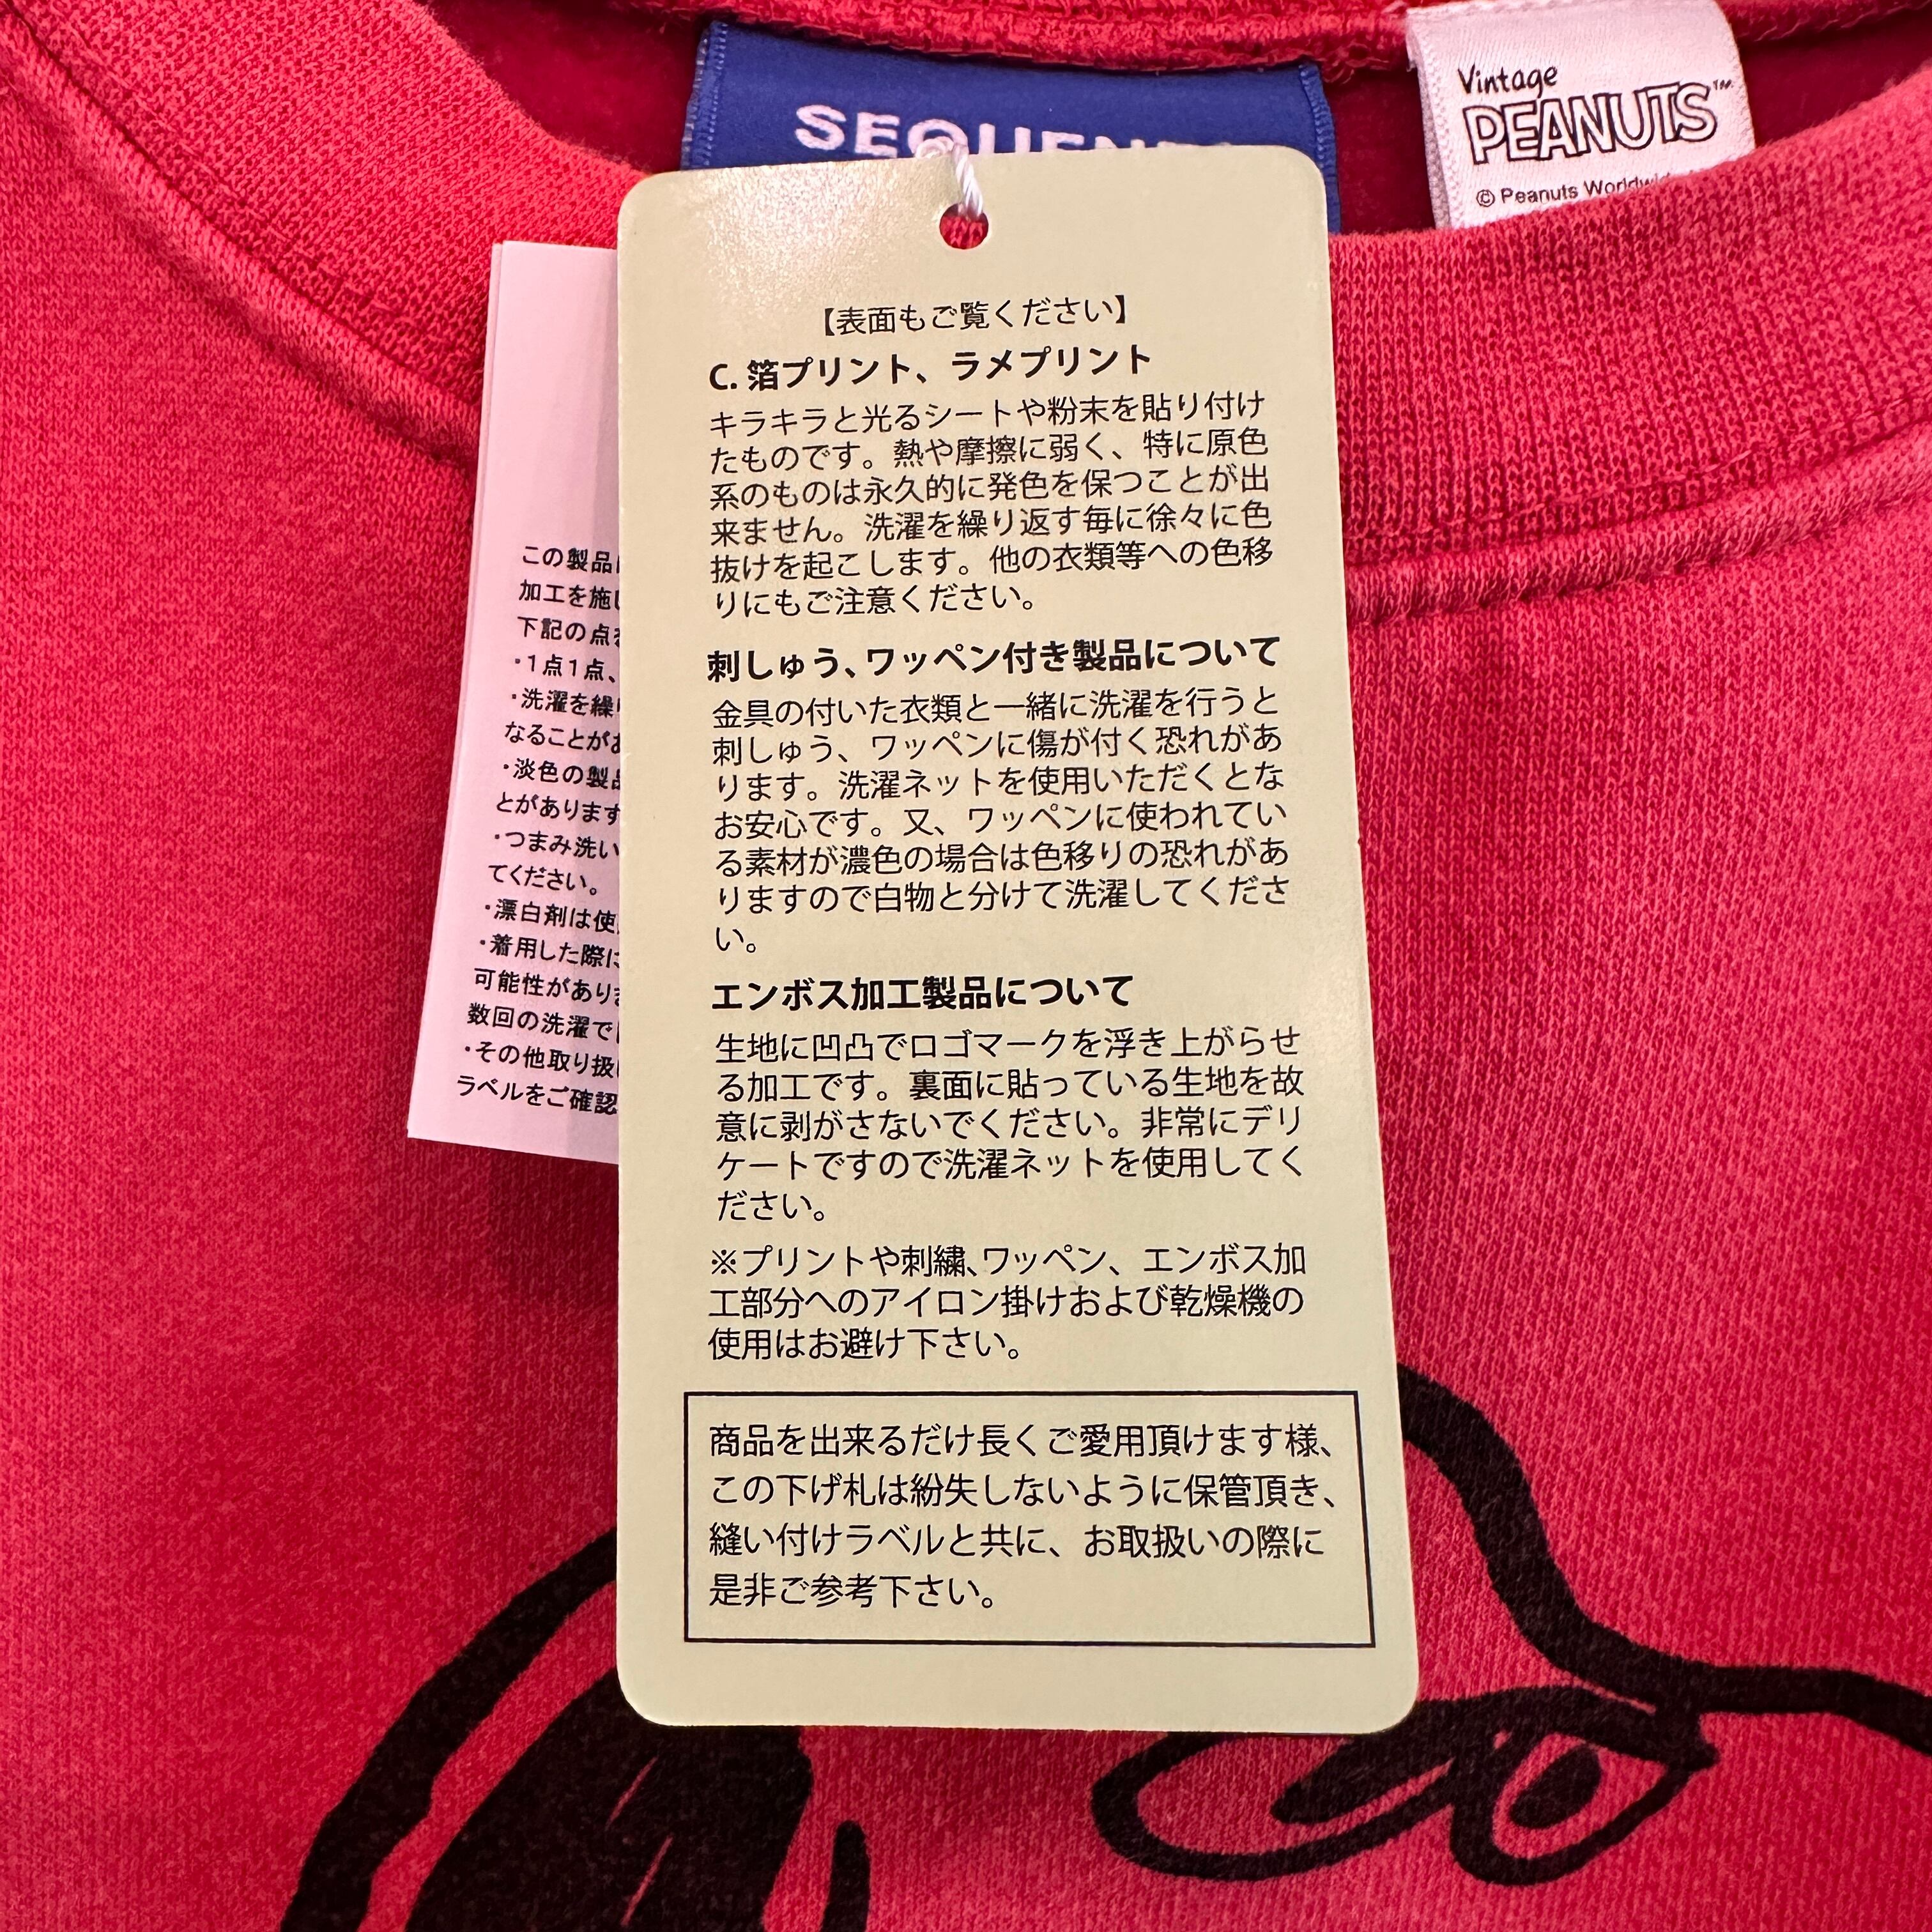 Vintage
PEANUTS™
© Peanuts
【表面もご覧ください】
C. 箔プリント、ラメプリント
キラキラと光るシートや粉末を貼り付け
たものです。熱や摩擦に弱く、特に原色
系のものは永久的に発色を保つことが出
来ません。洗濯を繰り返す毎に徐々に色
抜けを起こします。他の衣類等への色移
りにもご注意ください。
刺しゅう、ワッペン付き製品について
金具の付いた衣類と一緒に洗濯を行うと
刺しゅう、ワッペンに傷が付く恐れがあ
ります。洗濯ネットを使用いただくとな
お安心です。又、ワッペンに使われてい
る素材が濃色の場合は色移りの恐れがあ
りますので白物と分けて洗濯してくださ
い。
エンボス加工製品について
生地に凹凸でロゴマークを浮き上がらせ
る加工です。裏面に貼っている生地を故
意に剥がさないでください。非常にデリ
ケートですので洗濯ネットを使用してく
ださい。
※プリントや刺繍、ワッペン、エンボス加
工部分へのアイロン掛けおよび乾燥機の
使用はお避け下さい。
商品を出来るだけ長くご愛用頂けます様、
この下げ札は紛失しないように保管頂き、
縫い付けラベルと共に、お取扱いの際に
是非ご参考下さい。
この製品
加工を施
下記の点
・1点1点、
・洗濯を繰
なることが
・淡色の製品
とがあります
・つまみ洗い
てください。
・漂白剤は使
・着用した際に
可能性があり
数回の洗濯で
・その他取り扱
ラベルをご確認